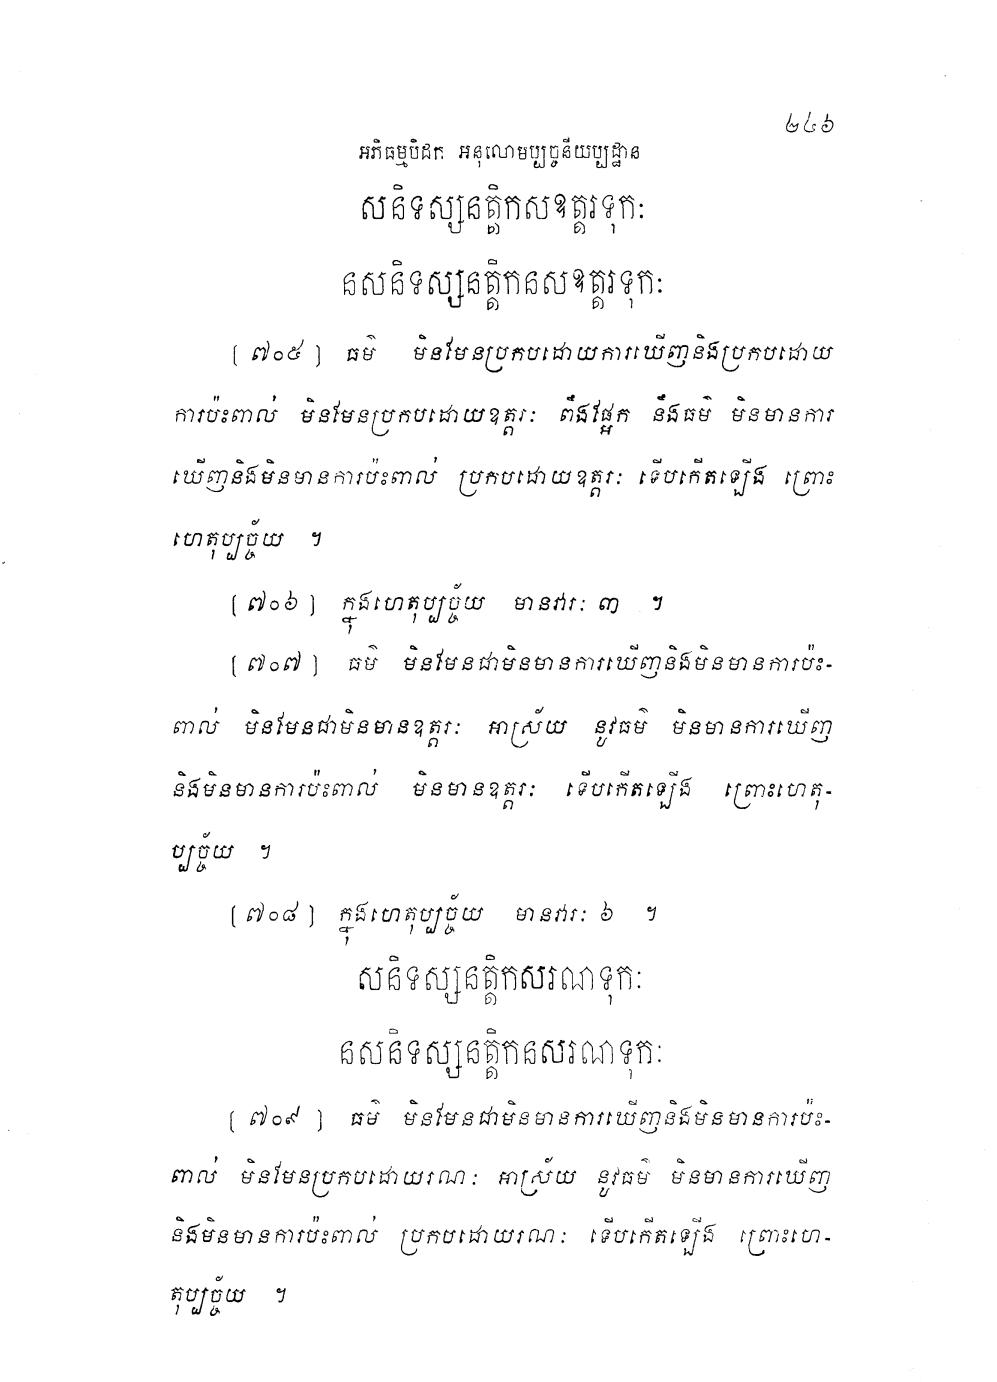 ២៤៦
អភិធម្មបិដក អនុលោមប្បច្ចនីយប្បដ្ឋាន
សនិទស្សនត្តិកសឧត្តរទុកៈ
នសនិទស្សនត្តិកនសឧត្តរទុកៈ
[ ៧០៥ ] ធម៌ មិនមែនប្រកបដោយការឃើញនិងប្រកបដោយ
ការប៉ះពាល់ មិនមែនប្រកបដោយឧត្តរៈ ពឹងផ្អែក នឹងធម៌ មិនមានការ
ឃើញនិងមិនមានការប៉ះពាល់ ប្រកបដោយឧត្តរៈ ទើបកើតឡើង ព្រោះ
ហេតុប្បច្ច័យ ។
[ ៧០៦ ] ក្នុងហេតុប្បច្ច័យ មានវារៈ ៣ ។
[ ៧០៧ ] ធម៌ មិនមែនជាមិនមានការឃើញនិងមិនមានការប៉ះ-
ពាល់ មិនមែនជាមិនមានឧត្តរៈ អាស្រ័យ នូវធម៌ មិនមានការឃើញ
និងមិនមានការប៉ះពាល់ មិនមានឧត្តរៈ ទើបកើតឡើង ព្រោះហេតុ-
ប្បច្ច័យ ។
[ ៧០៨ ] ក្នុងហេតុប្បច្ច័យ មានវារៈ ៦ ។
សនិទស្សនត្តិកសរណទុកៈ
នសនិទស្សនត្តិកនសរណទុកៈ
[ ៧០៩ ] ធម៌ មិនមែនជាមិនមានការឃើញនិងមិនមានការប៉ះ-
ពាល់ មិនមែនប្រកបដោយរណៈ អាស្រ័យ នូវធម៌ មិនមានការឃើញ
និងមិនមានការប៉ះពាល់ ប្រកបដោយរណៈ ទើបកើតឡើង ព្រោះហេ-
តុប្បច្ច័យ ។